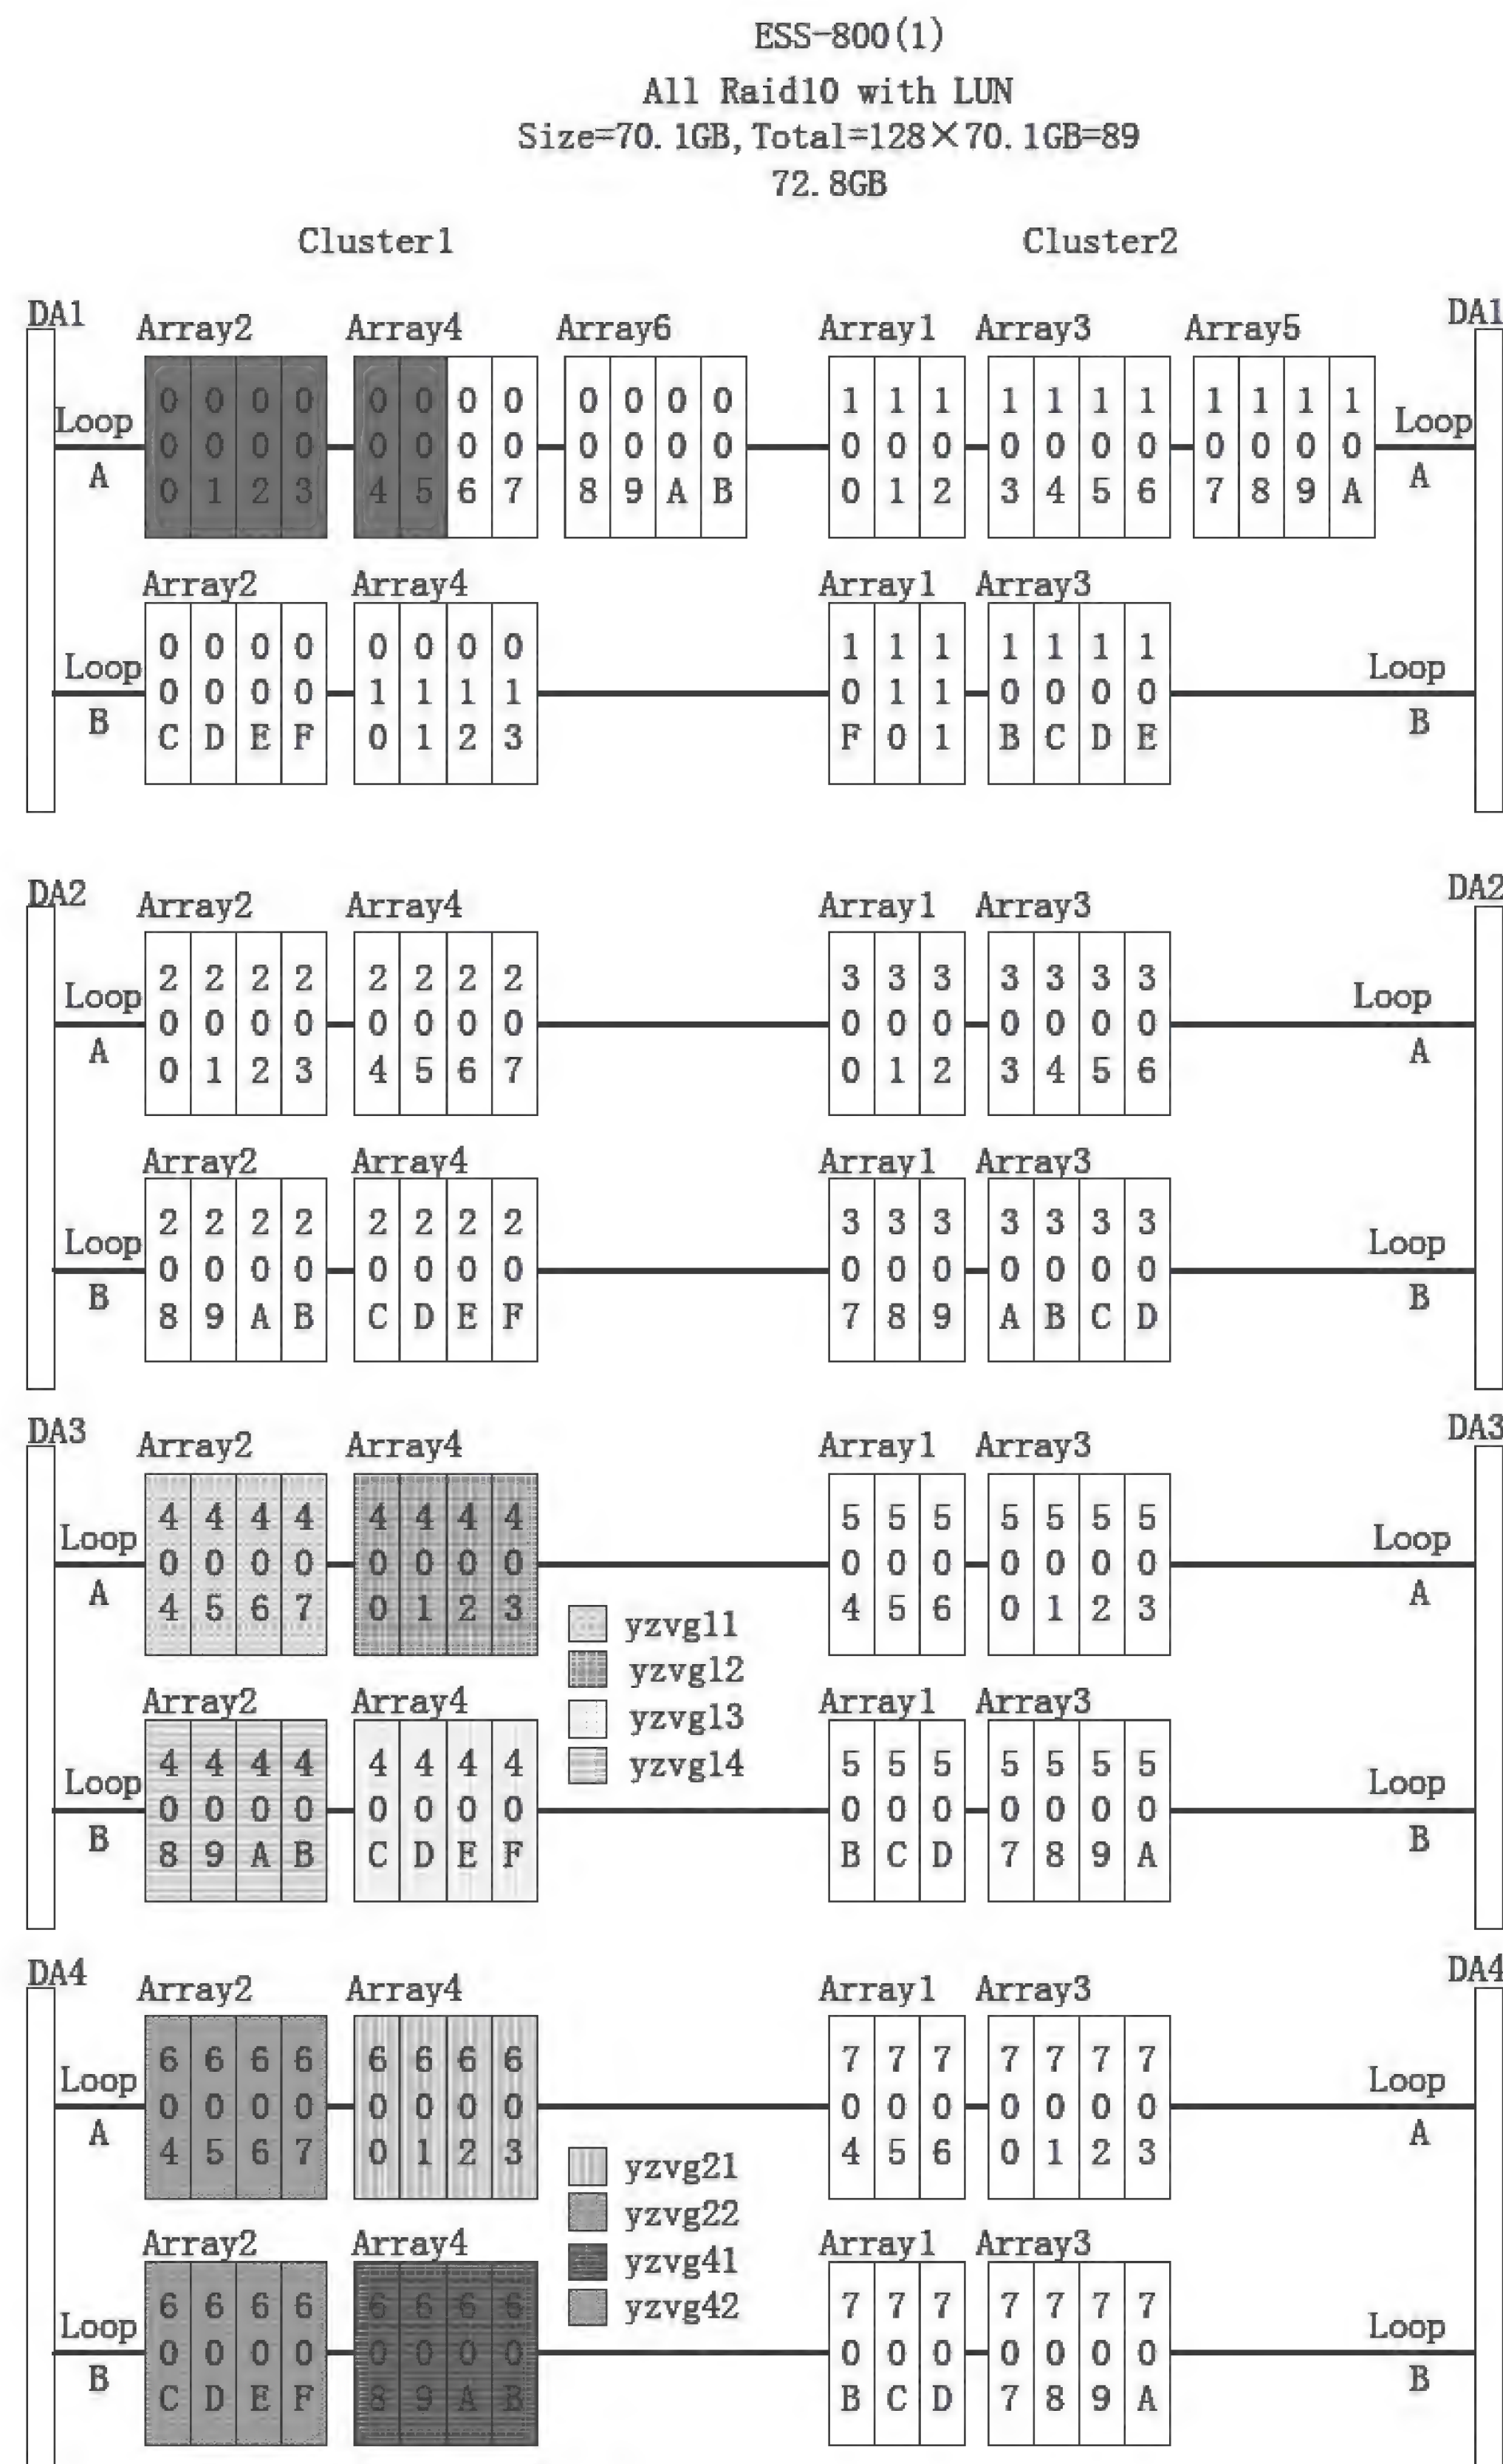 ESS-800(1)
All Raid10 with LUN
Size=70.1GB,Total=128×70.1GB=89
72.8GB
Cluster1 Cluster2
DA1 Array2 Array4 Array6 Array1 Array3 Array5 DA1
0 0 0 0 0 0 0 0 0 0 0 0 1 1 1 1 1 1 1 1 1 1 1
Loop Loop
0 0 0 0 0 0 0 0 0 0 0 0 0 0 0 0 0 0 0 0 0 0 0
A A
0 1 2 3 4 5 6 7 8 9 A B 0 1 2 3 4 5 6 7 8 9 A
Array2 Array4 Array1 Array3
0 0 0 0 0 0 0 0 1 1 1 1 1 1 1
Loop Loop
0 0 0 0 1 1 1 1 0 1 1 0 0 0 0
B B
C D E F 0 1 2 3 F 0 1 B C D E
DA2 Array2 Array4 Array1 Array3 DA2
2 2 2 2 2 2 2 2 3 3 3 3 3 3 3
Loop Loop
0 0 0 0 0 0 0 0 0 0 0 0 0 0 0
A A
0 1 2 3 4 5 6 7 0 1 2 3 4 5 6
Array2 Array4 Array1 Array3
2 2 2 2 2 2 2 2 3 3 3 3 3 3 3
Loop Loop
0 0 0 0 0 0 0 0 0 0 0 0 0 0 0
B B
8 9 A B C D E F 7 8 9 A B C D
DA3 Array2 Array4 Array1 Array3 DA3
4 4 4 4 4 4 4 4 5 5 5 5 5 5 5
Loop Loop
0 0 0 0 0 0 0 0 0 0 0 0 0 0 0
A A
4 5 6 7 0 1 2 3 4 5 6 0 1 2 3
yzvg11
yzvg12
yzvg13
yzvg14
Array2 Array4 Array1 Array3
4 4 4 4 4 4 4 4 5 5 5 5 5 5 5
Loop Loop
0 0 0 0 0 0 0 0 0 0 0 0 0 0 0
B B
8 9 A B C D E F B C D 7 8 9 A
DA4 Array2 Array4 Array1 Array3 DA4
6 6 6 6 6 6 6 6 7 7 7 7 7 7 7
Loop Loop
0 0 0 0 0 0 0 0 0 0 0 0 0 0 0
A A
4 5 6 7 0 1 2 3 4 5 6 0 1 2 3
yzvg21
yzvg22
yzvg41
yzvg42
Array2 Array4 Array1 Array3
6 6 6 6 6 6 6 6 7 7 7 7 7 7 7
Loop Loop
0 0 0 0 0 0 0 0 0 0 0 0 0 0 0
B B
C D E F 8 9 A B B C D 7 8 9 A